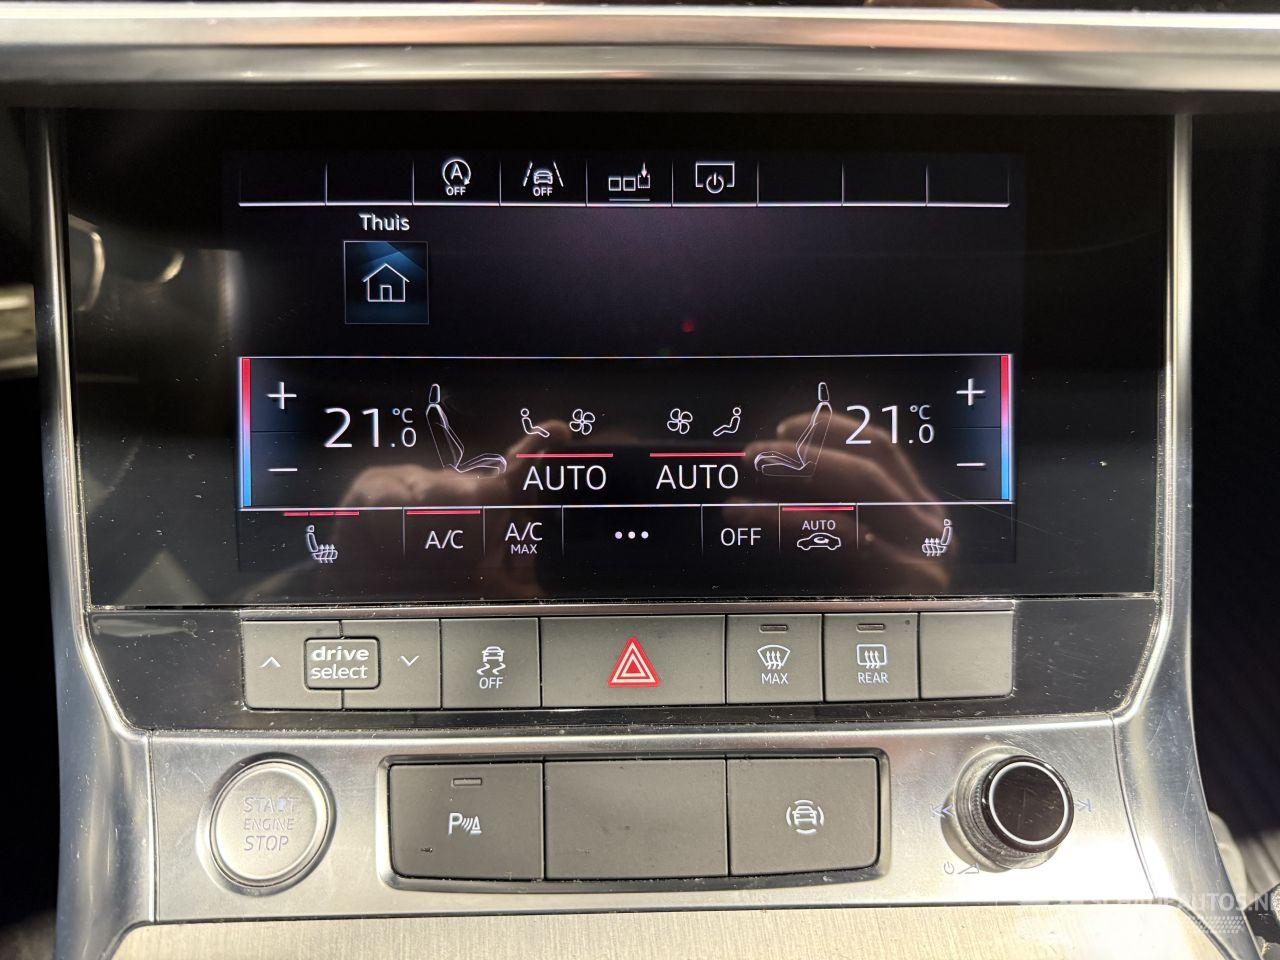 A
OFF
OFF
Thuis
+
21.0 °C
AUTO
AUTO
21.0 °C
+
−
−
A/C
A/C
MAX
•••
OFF
AUTO
drive
select
OFF
MAX
REAR
START
ENGINE
STOP
P